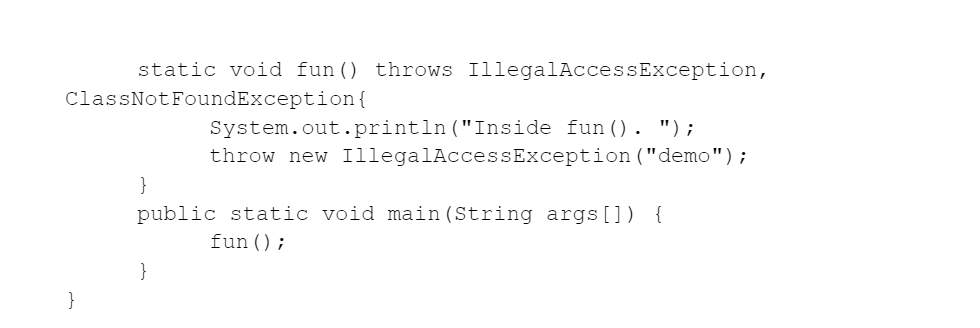 static void fun() throws IllegalAccessException,
ClassNotFoundException{
System.out.println("Inside fun(). ");
throw new IllegalAccessException("demo");
}
public static void main(String args[]) {
fun();
}
}